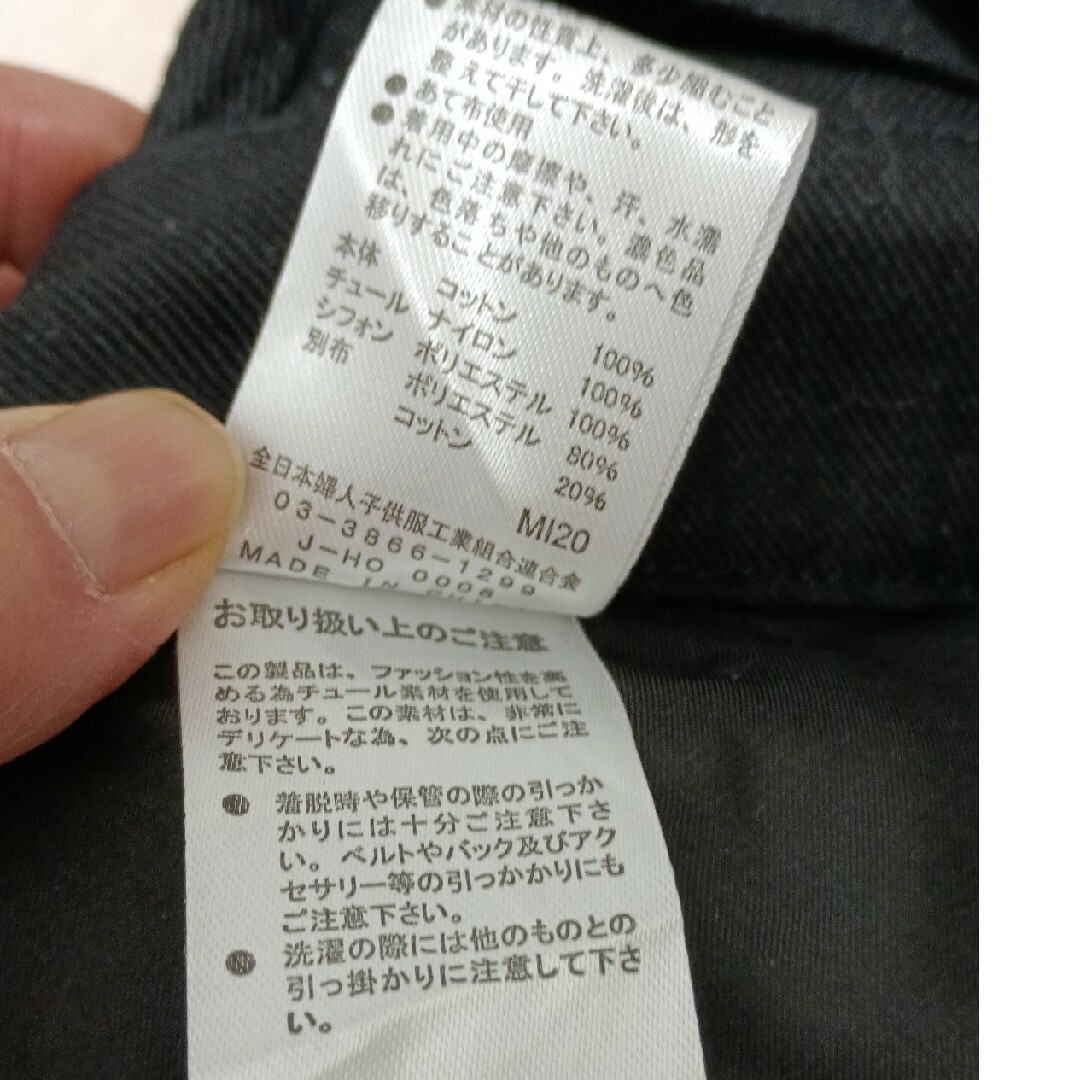 ●素材の性質上、多少縮むこと
があります。洗濯後は、形を
整えて干して下さい。
●あて布使用
●着用中の摩擦や、汗、水濡
れにご注意下さい。濃色品
は、色落ちや他のものへ色
移りすることがあります。
本体 コットン 100%
チュール ナイロン 100%
シフォン ポリエステル 100%
別布 ポリエステル 80%
コットン 20%
MI20
全日本婦人子供服工業組合連合会
03-3866-1299
J-HO 0008
MADE IN
お取り扱い上のご注意
この製品は、ファッション性を高
める為チュール素材を使用して
おります。この素材は、非常に
デリケートな為、次の点にご注
意下さい。
● 着脱時や保管の際の引っか
かりには十分ご注意下さ
い。ベルトやバック及びアク
セサリー等の引っかかりにも
ご注意下さい。
● 洗濯の際には他のものとの
引っ掛かりに注意して下さ
い。